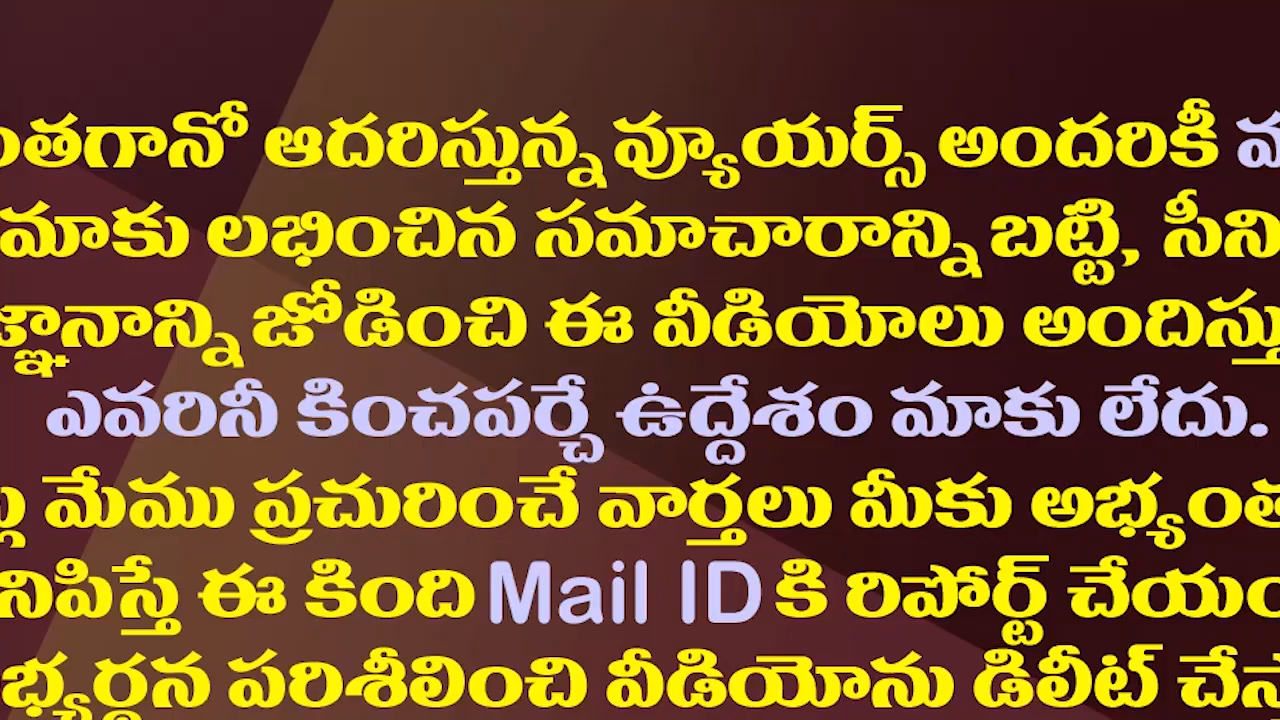 ఆదరిస్తున్న వ్యూయర్స్ అందరికీ
మాకు లభించిన సమాచారాన్ని బట్టి,
జోడించి ఈ వీడియోలు
ఎవరినీ కించపర్చే ఉద్దేశం మాకు లేదు.
మేము ప్రచురించే వార్తలు మీకు
ఈ కింది Mail ID కి రిపోర్ట్
పరిశీలించి వీడియోను డిలీట్